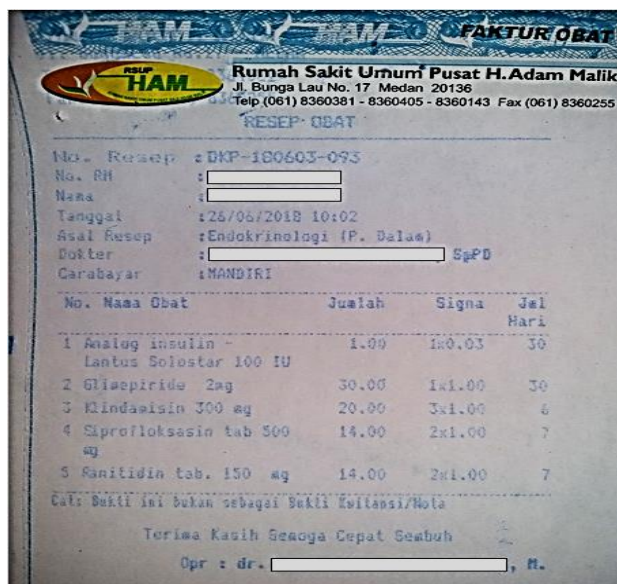 HAM HAM FAKTUR OBAT
RSUP
HAM
Rumah Sakit Umum Pusat H.Adam Malik
Jl. Bunga Lau No. 17 Medan 20136
Telp (061) 8360381 - 8360405 - 8360143 Fax (061) 8360255
RESEP OBAT
No. Resep :DKP-180603-093
No. RM :
Nama :
Tanggal :26/06/2018 10:02
Asal Resep :Endokrinologi (P. Dalam)
Dokter : SpPD
Carabayar :MANDIRI
No. Nama Obat Jumlah Signa Jml
Hari
1 Analog insulin - 1.00 1x0.03 30
Lantus Solostar 100 IU
2 Glimepiride 2mg 30.00 1x1.00 30
3 Klindamisin 300 mg 20.00 3x1.00 6
4 Siprofloksasin tab 500 14.00 2x1.00 7
mg
5 Ranitidin tab. 150 mg 14.00 2x1.00 7
Cat: Bukti ini bukan sebagai Bukti Kwitansi/Nota
Terima Kasih Semoga Cepat Sembuh
Opr : dr. , M.